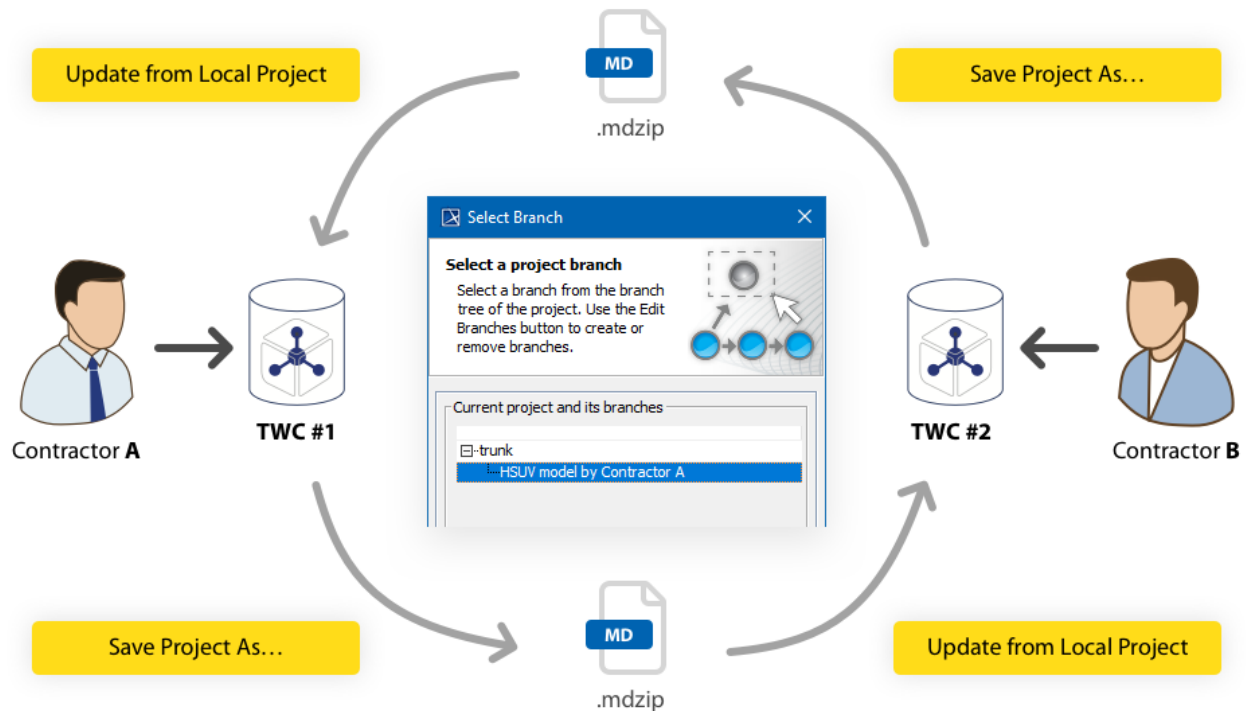 Update from Local Project
MD
.mdzip
Save Project As…
Select Branch
Select a project branch
Select a branch from the branch
tree of the project. Use the Edit
Branches button to create or
remove branches.
Current project and its branches
trunk
HSUV model by Contractor A
Contractor A
TWC #1
TWC #2
Contractor B
Save Project As…
MD
.mdzip
Update from Local Project